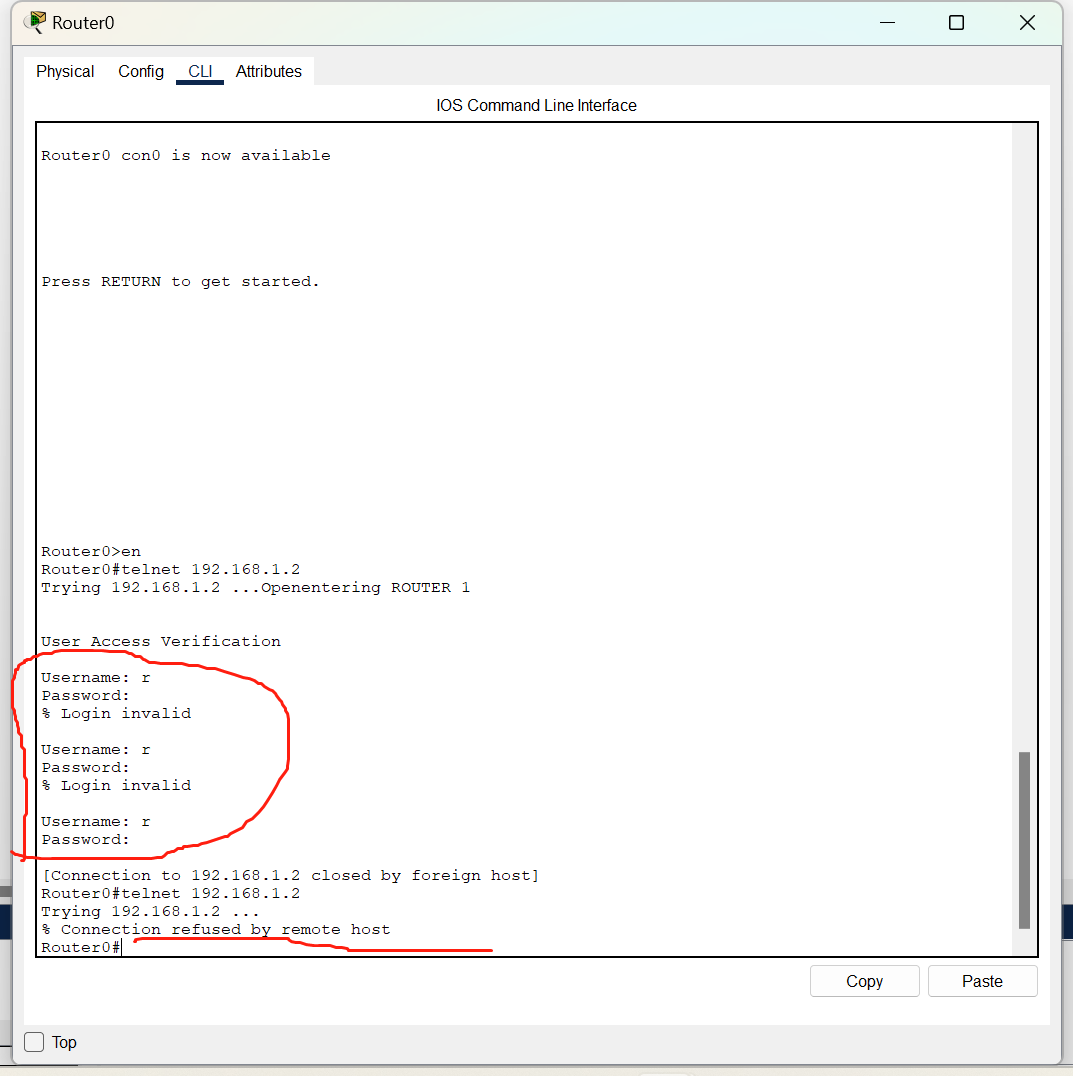 Router0
Physical Config CLI Attributes
IOS Command Line Interface
Router0 con0 is now available
Press RETURN to get started.
Router0>en
Router0#telnet 192.168.1.2
Trying 192.168.1.2 ...Openentering ROUTER 1
User Access Verification
Username: r
Password:
% Login invalid
Username: r
Password:
% Login invalid
Username: r
Password:
[Connection to 192.168.1.2 closed by foreign host]
Router0#telnet 192.168.1.2
Trying 192.168.1.2 ...
% Connection refused by remote host
Router0#
Copy Paste
Top